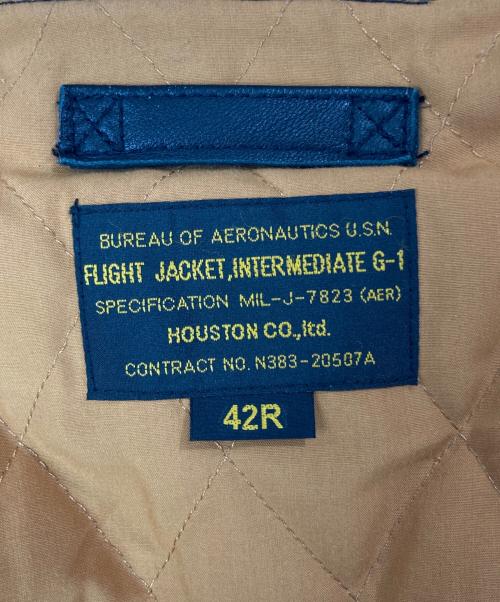 BUREAU OF AERONAUTICS U.S.N.
FLIGHT JACKET,INTERMEDIATE G-1
SPECIFICATION MIL-J-7823 (AER)
HOUSTON CO.,ltd.
CONTRACT NO. N383-20507A
42R